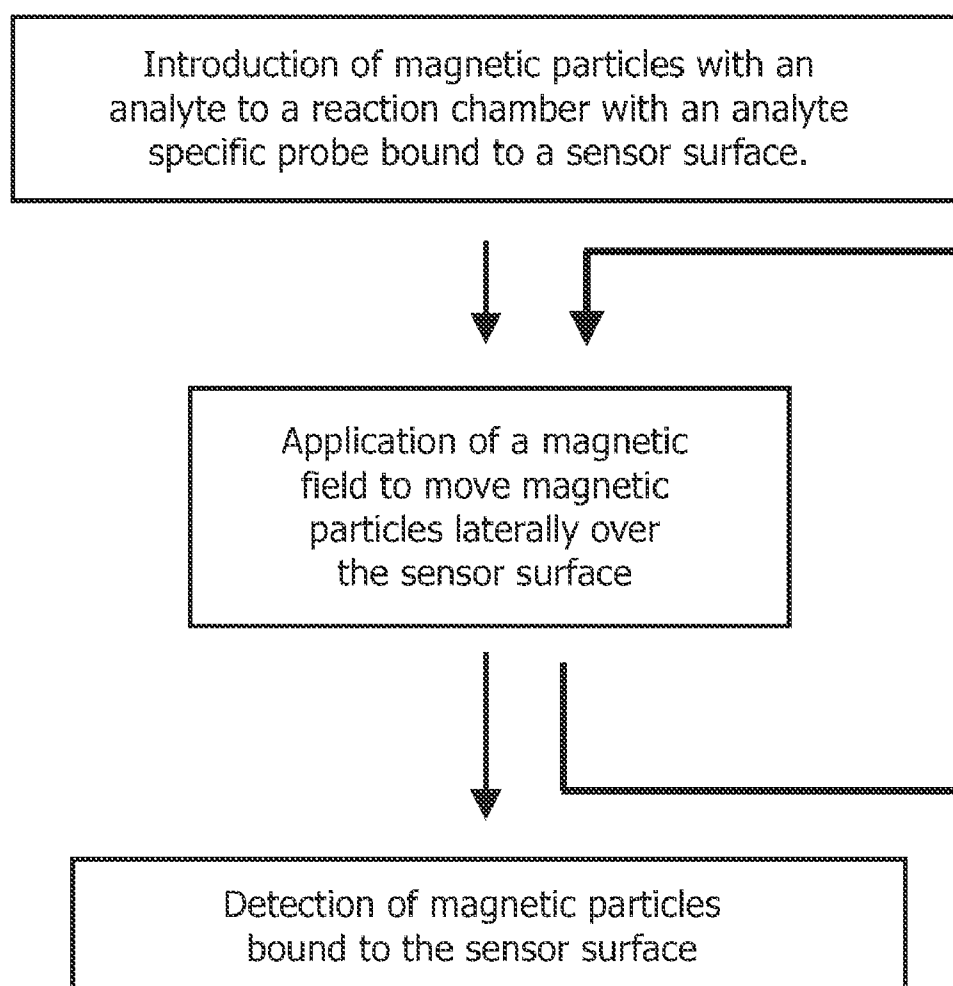 Introduction of magnetic particles with an
analyte to a reaction chamber with an analyte
specific probe bound to a sensor surface.
Application of a magnetic
field to move magnetic
particles laterally over
the sensor surface
Detection of magnetic particles
bound to the sensor surface